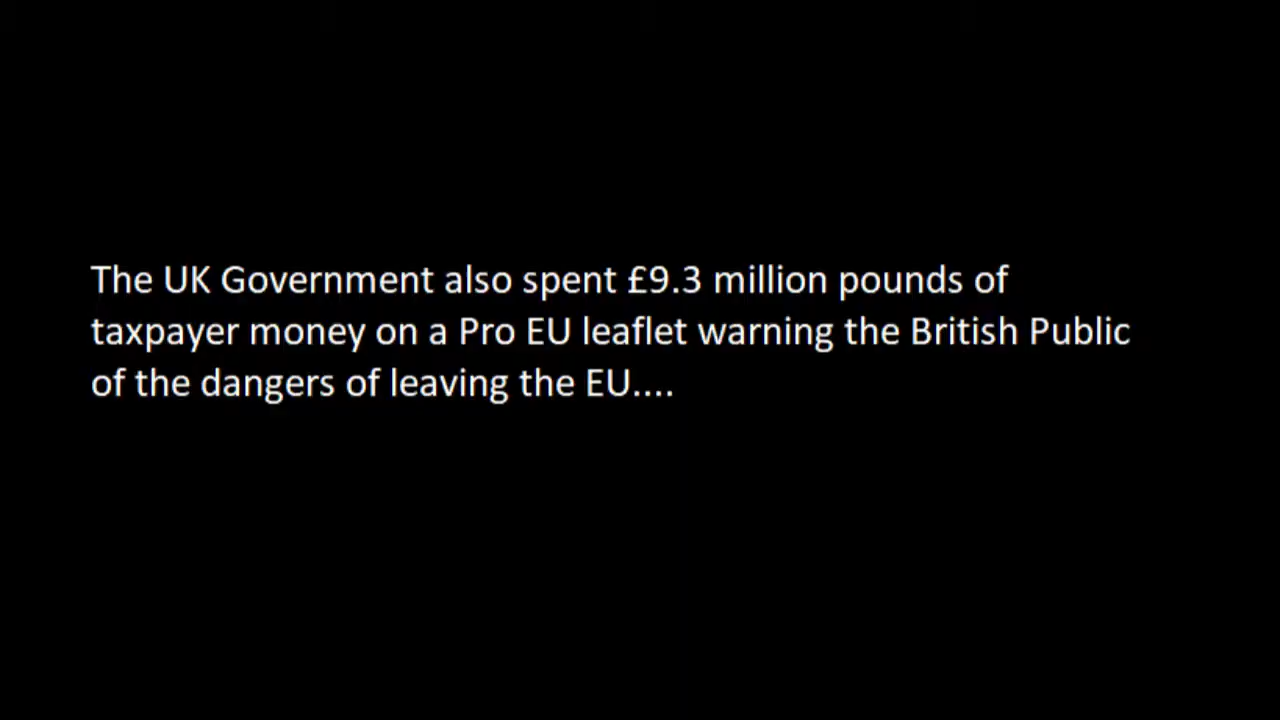 The UK Government also spent £9.3 million pounds of
taxpayer money on a Pro EU leaflet warning the British Public
of the dangers of leaving the EU....